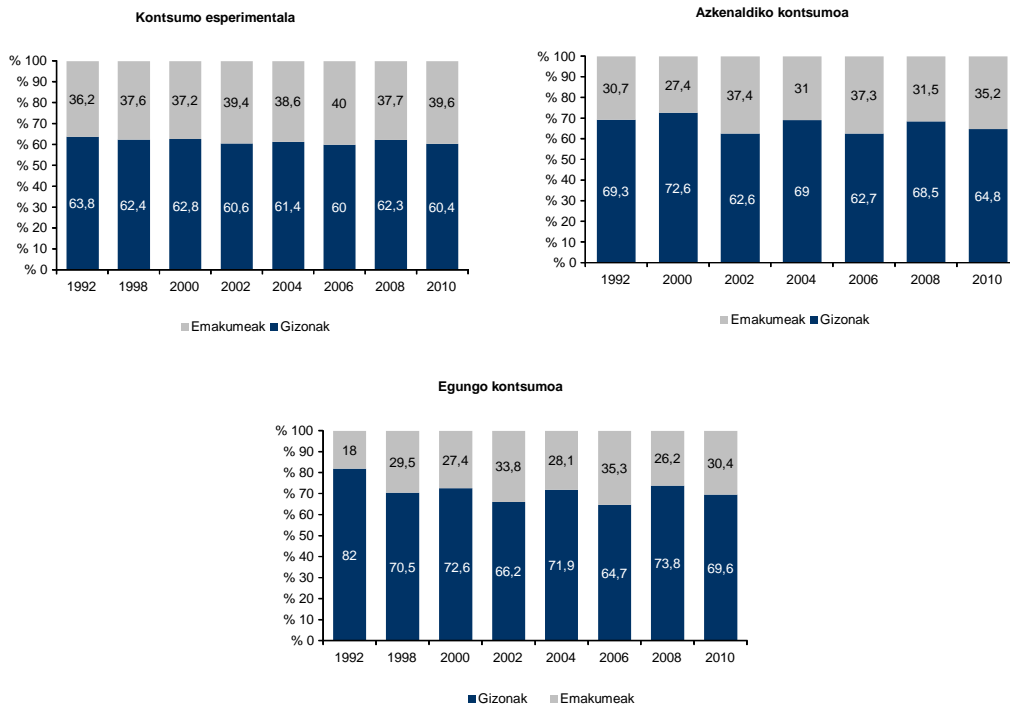 Kontsumo esperimentala
% 100
% 90
% 80
% 70
% 60
% 50
% 40
% 30
% 20
% 10
% 0
36,2 37,6 37,2 39,4 38,6 40 37,7 39,6
63,8 62,4 62,8 60,6 61,4 60 62,3 60,4
1992 1998 2000 2002 2004 2006 2008 2010
Emakumeak Gizonak
Azkenaldiko kontsumoa
% 100
% 90
% 80
% 70
% 60
% 50
% 40
% 30
% 20
% 10
% 0
30,7 27,4 37,4 31 37,3 31,5 35,2
69,3 72,6 62,6 69 62,7 68,5 64,8
1992 2000 2002 2004 2006 2008 2010
Emakumeak Gizonak
Egungo kontsumoa
% 100
% 90
% 80
% 70
% 60
% 50
% 40
% 30
% 20
% 10
% 0
18 29,5 27,4 33,8 28,1 35,3 26,2 30,4
82 70,5 72,6 66,2 71,9 64,7 73,8 69,6
1992 1998 2000 2002 2004 2006 2008 2010
Gizonak Emakumeak